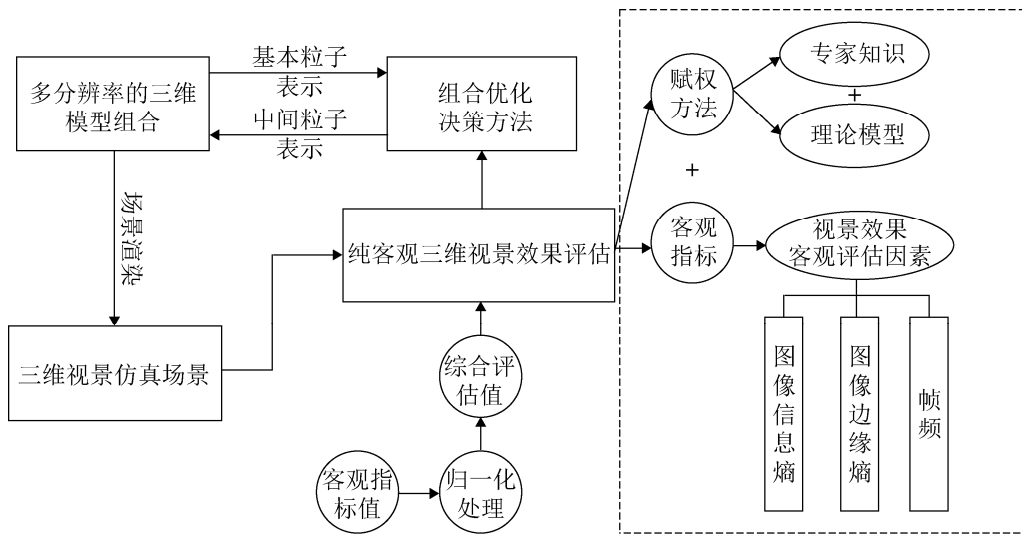 多分辨率的三维
模型组合
基本粒子
表示
中间粒子
表示
组合优化
决策方法
场景渲染
三维视景仿真场景
纯客观三维视景效果评估
综合评
估值
客观指
标值
归一化
处理
赋权
方法
+
客观
指标
专家知识
+
理论模型
视景效果
客观评估因素
图像信息熵
图像边缘熵
帧频